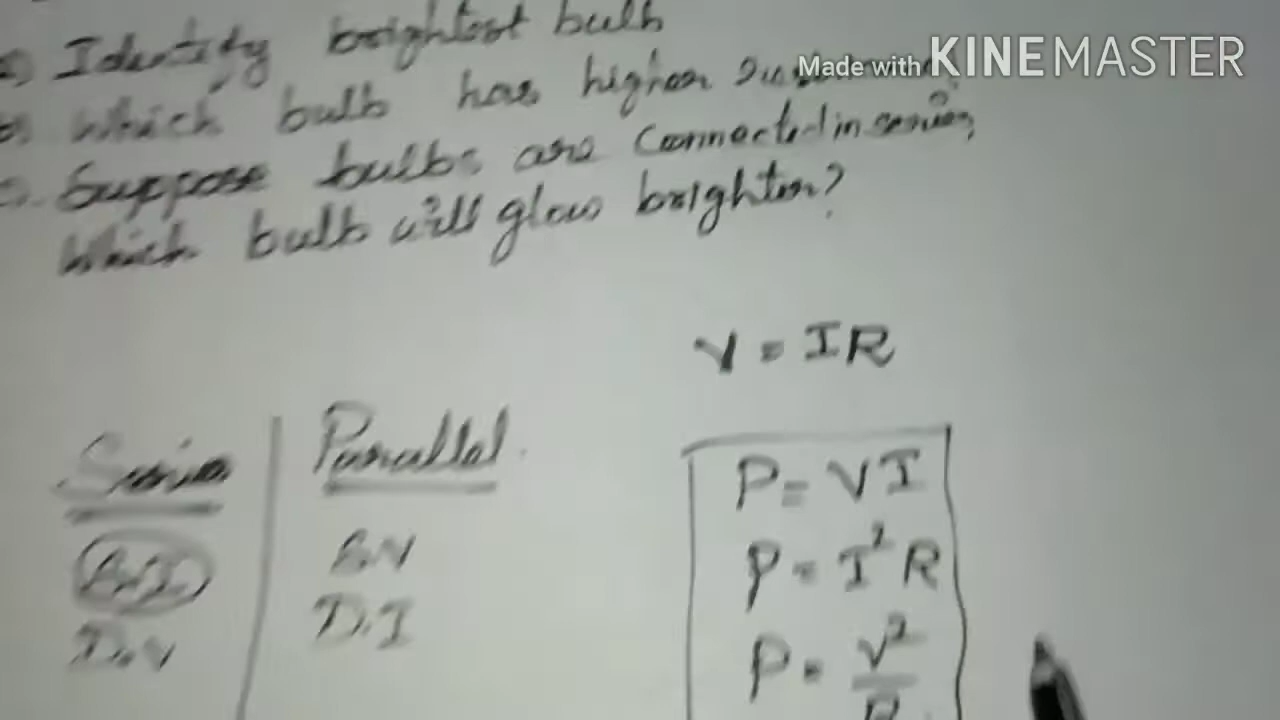 a) Identify brightest bulb
Made with KINEMASTER
b) Which bulb has higher
c. Suppose bulbs are connected in series,
Which bulb will glow brighter?
V = IR
Series Parallel
P = VI
S.I S.V
P = I²R
D.V D.I
P = V²
R